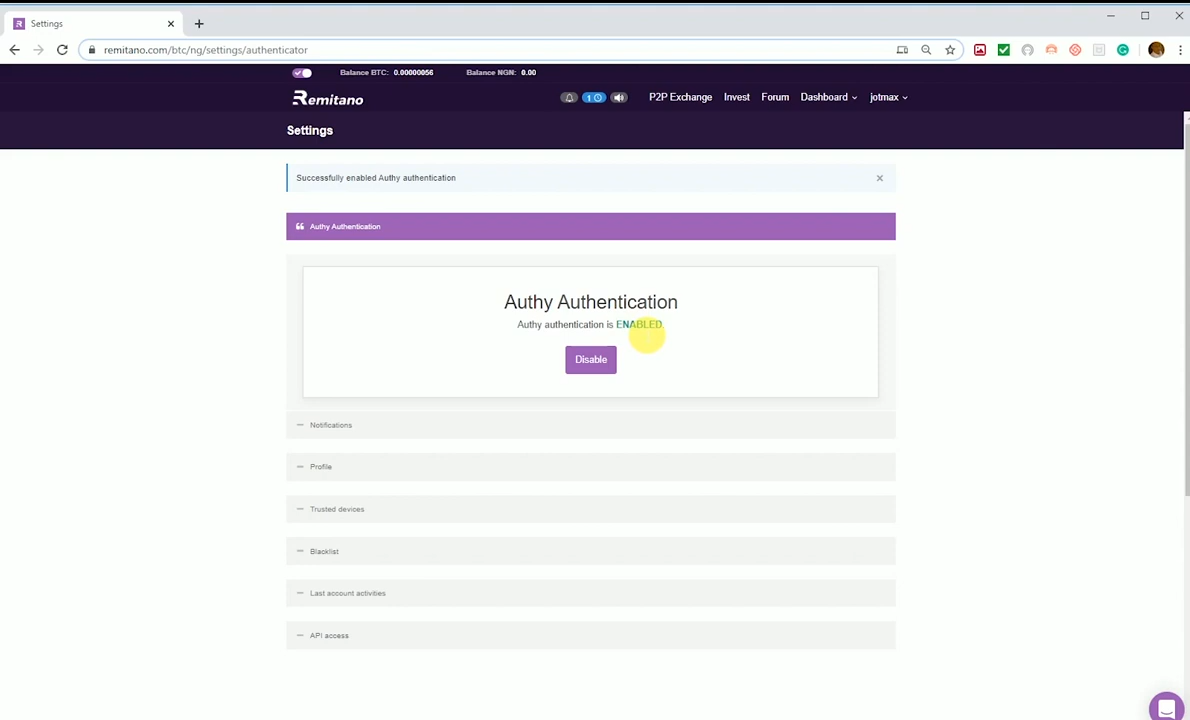 Settings
remitano.com/btc/ng/settings/authenticator
Balance BTC: 0.00000056 Balance NGN: 0.00
Remitano
1 P2P Exchange Invest Forum Dashboard jotmax
Settings
Successfully enabled Authy authentication
Authy Authentication
Authy Authentication
Authy authentication is ENABLED.
Disable
Notifications
Profile
Trusted devices
Blacklist
Last account activities
API access